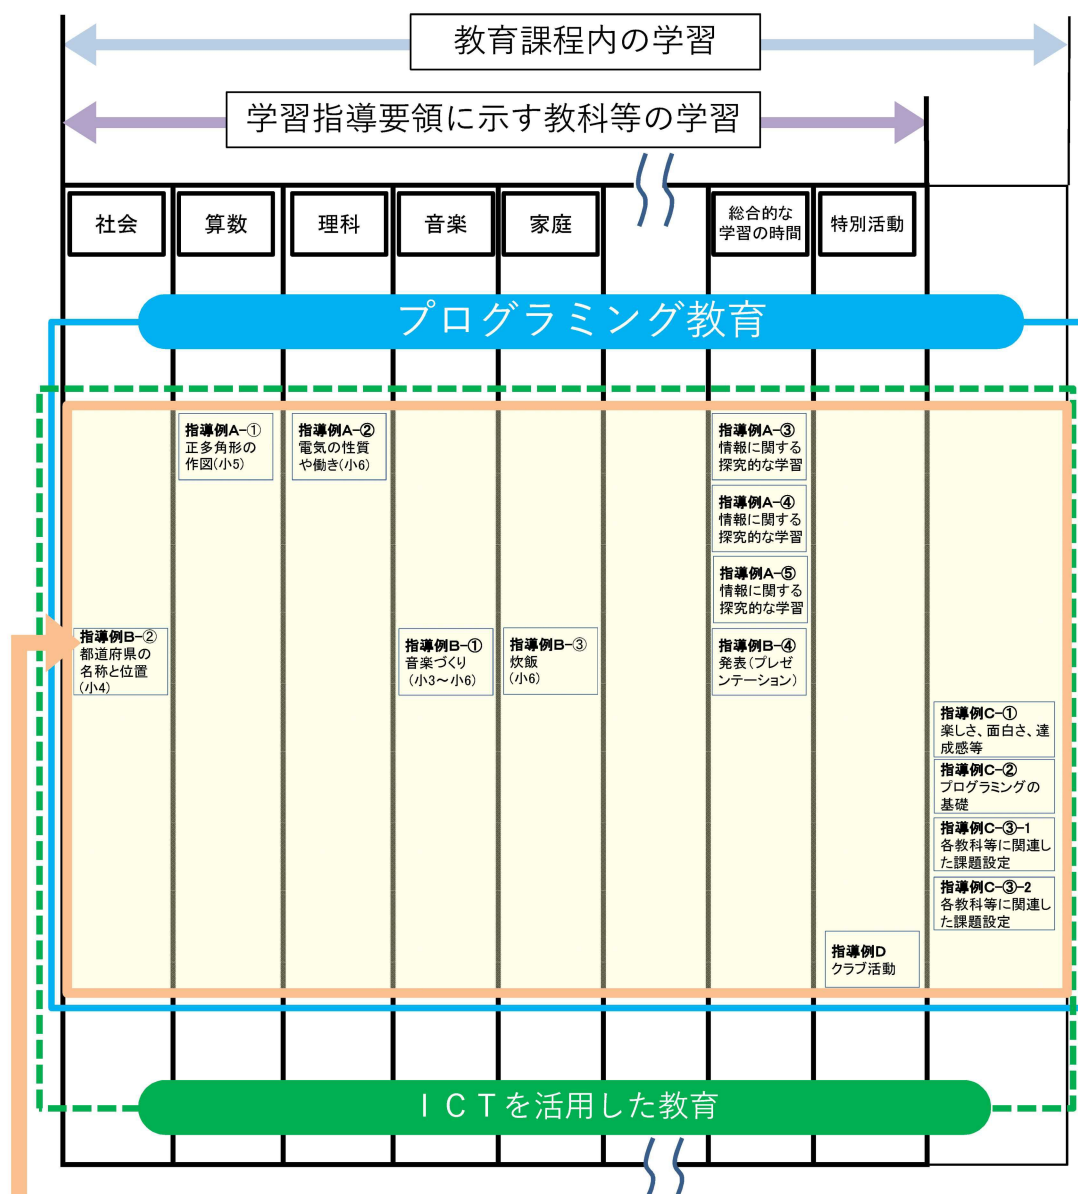 教育課程内の学習
学習指導要領に示す教科等の学習
社会
算数
理科
音楽
家庭
総合的な
学習の時間
特別活動
プログラミング教育
指導例A-①
正多角形の
作図(小5)
指導例A-②
電気の性質
や働き(小6)
指導例A-③
情報に関する
探究的な学習
指導例A-④
情報に関する
探究的な学習
指導例A-⑤
情報に関する
探究的な学習
指導例B-②
都道府県の
名称と位置
(小4)
指導例B-①
音楽づくり
(小3～小6)
指導例B-③
炊飯
(小6)
指導例B-④
発表(プレゼ
ンテーション)
指導例C-①
楽しさ、面白さ、達
成感等
指導例C-②
プログラミングの
基礎
指導例C-③-1
各教科等に関連し
た課題設定
指導例C-③-2
各教科等に関連し
た課題設定
指導例D
クラブ活動
ＩＣＴを活用した教育